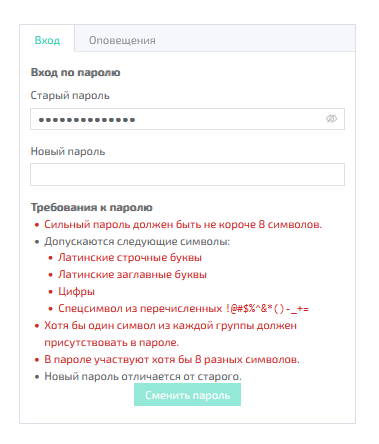 Вход Оповещения
Вход по паролю
Старый пароль
••••••••••••••
Новый пароль
Требования к паролю
• Сильный пароль должен быть не короче 8 символов.
• Допускаются следующие символы:
• Латинские строчные буквы
• Латинские заглавные буквы
• Цифры
• Спецсимвол из перечисленных !@#$%^&*()-_+=
• Хотя бы один символ из каждой группы должен
присутствовать в пароле.
• В пароле участвуют хотя бы 8 разных символов.
• Новый пароль отличается от старого.
Сменить пароль